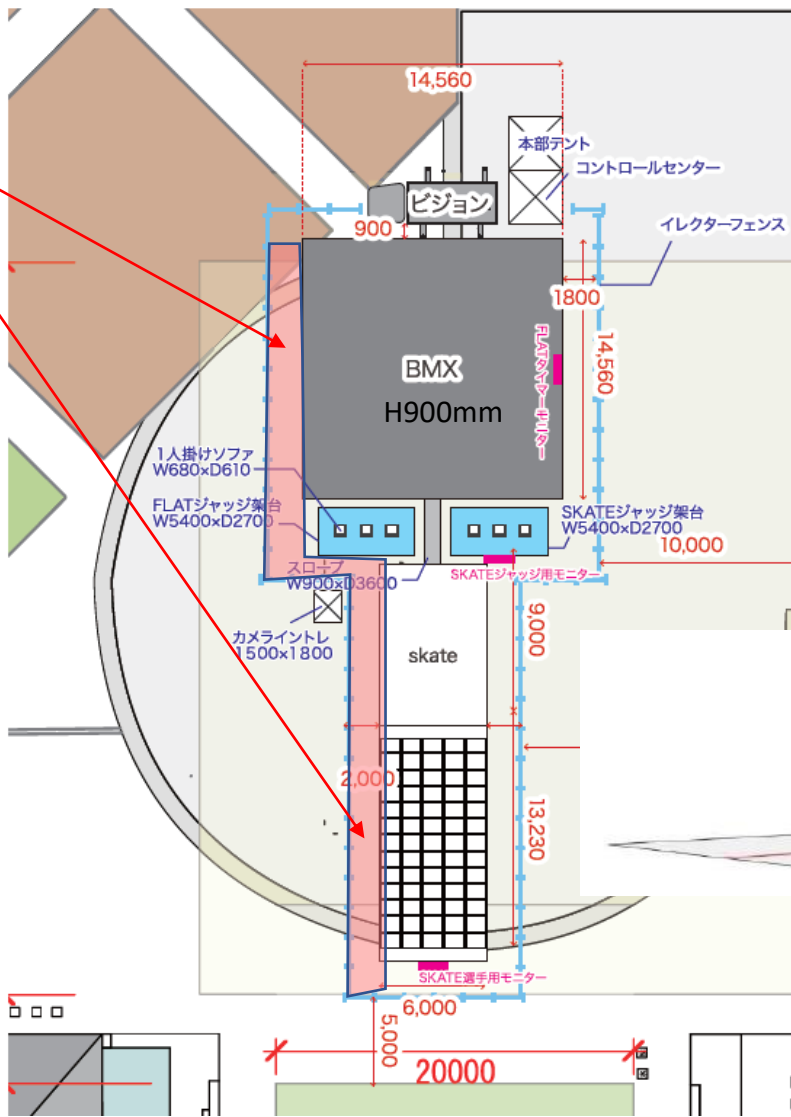 14,560
本部テント
コントロールセンター
ビジョン
900
イレクターフェンス
1800
BMX
H900mm
FLATタイマーモニター
14,560
1人掛けソファ
W680×D610
FLATジャッジ架台
W5400×D2700
SKATEジャッジ架台
W5400×D2700
10,000
スロープ
W900×D3600
SKATEジャッジ用モニター
カメライントレ
1500×1800
skate
9,000
2,000
13,230
SKATE選手用モニター
6,000
5,000
20000